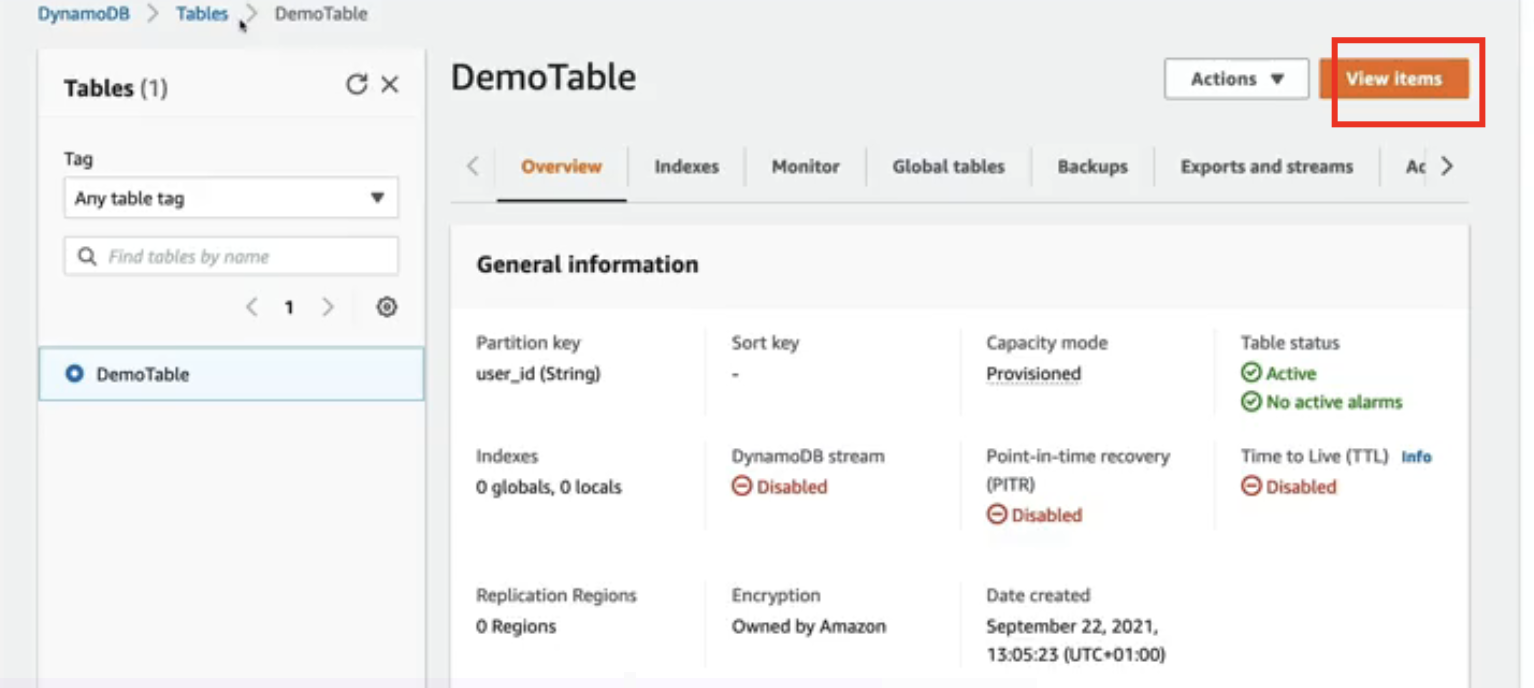 DynamoDB > Tables > DemoTable
Tables (1)
Tag
Any table tag
Find tables by name
1
DemoTable
DemoTable
Actions
View items
Overview
Indexes
Monitor
Global tables
Backups
Exports and streams
General information
Partition key
user_id (String)
Sort key
-
Capacity mode
Provisioned
Table status
Active
No active alarms
Indexes
0 globals, 0 locals
DynamoDB stream
Disabled
Point-in-time recovery
(PITR)
Disabled
Time to Live (TTL) Info
Disabled
Replication Regions
0 Regions
Encryption
Owned by Amazon
Date created
September 22, 2021,
13:05:23 (UTC+01:00)